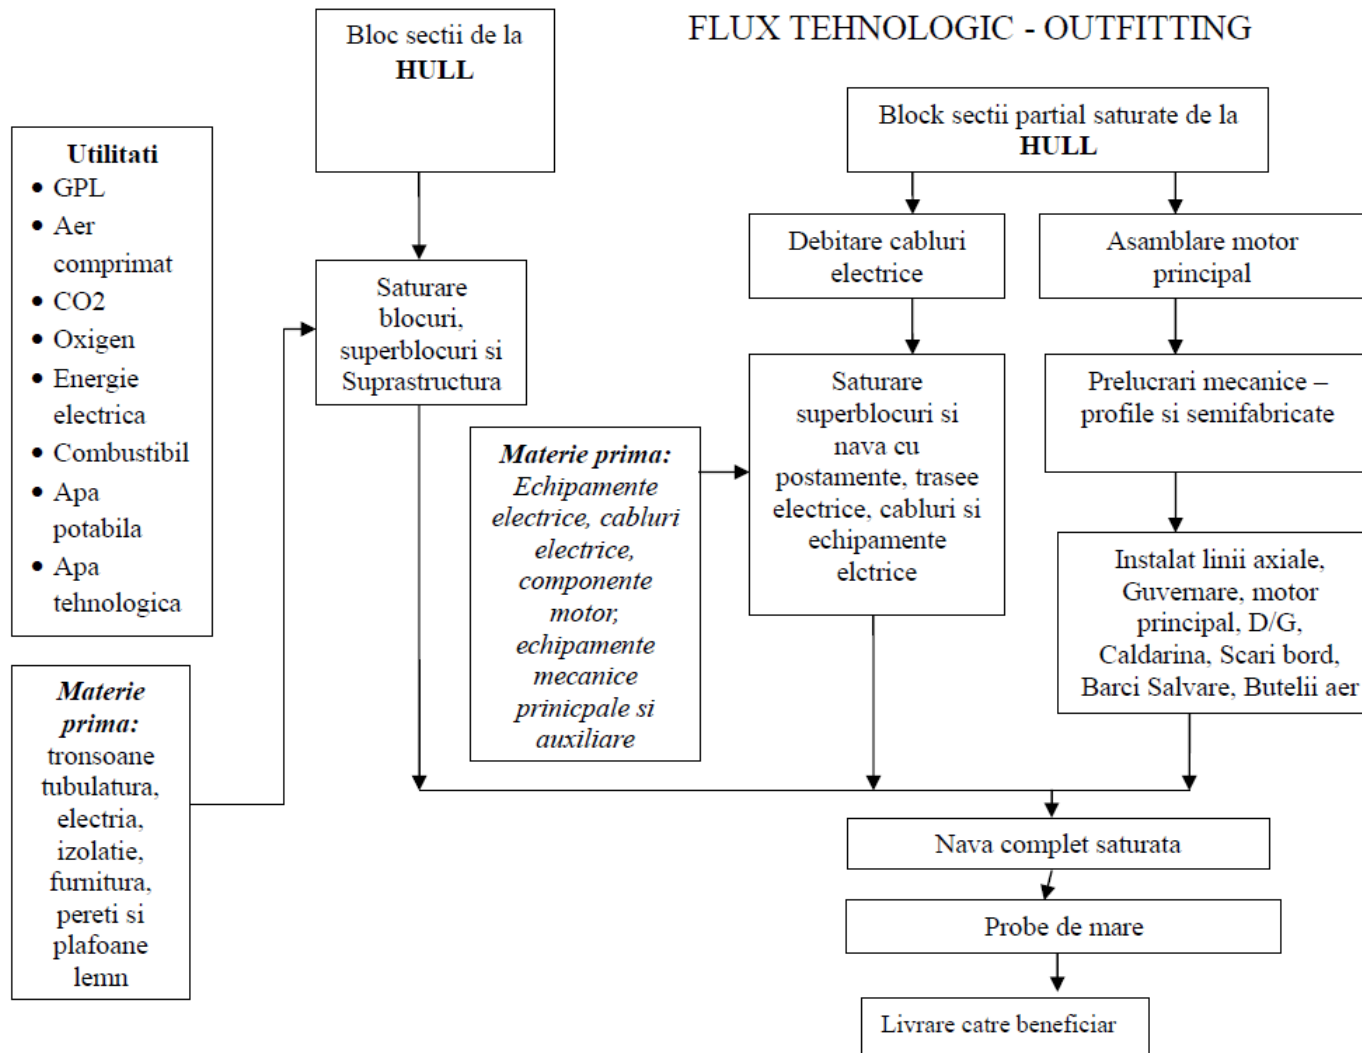 FLUX TEHNOLOGIC - OUTFITTING
Bloc sectii de la
HULL
Block sectii partial saturate de la
HULL
Utilitati
• GPL
• Aer
comprimat
• CO2
• Oxigen
• Energie
electrica
• Combustibil
• Apa
potabila
• Apa
tehnologica
Debitare cabluri
electrice
Asamblare motor
principal
Saturare
blocuri,
superblocuri si
Suprastructura
Saturare
superblocuri si
nava cu
postamente, trasee
electrice, cabluri si
echipamente
elctrice
Prelucrari mecanice –
profile si semifabricate
Materie prima:
Echipamente
electrice, cabluri
electrice,
componente
motor,
echipamente
mecanice
prinicpale si
auxiliare
Instalat linii axiale,
Guvernare, motor
principal, D/G,
Caldarina, Scari bord,
Barci Salvare, Butelii aer
Materie
prima:
tronsoane
tubulatura,
electria,
izolatie,
furnitura,
pereti si
plafoane
lemn
Nava complet saturata
Probe de mare
Livrare catre beneficiar